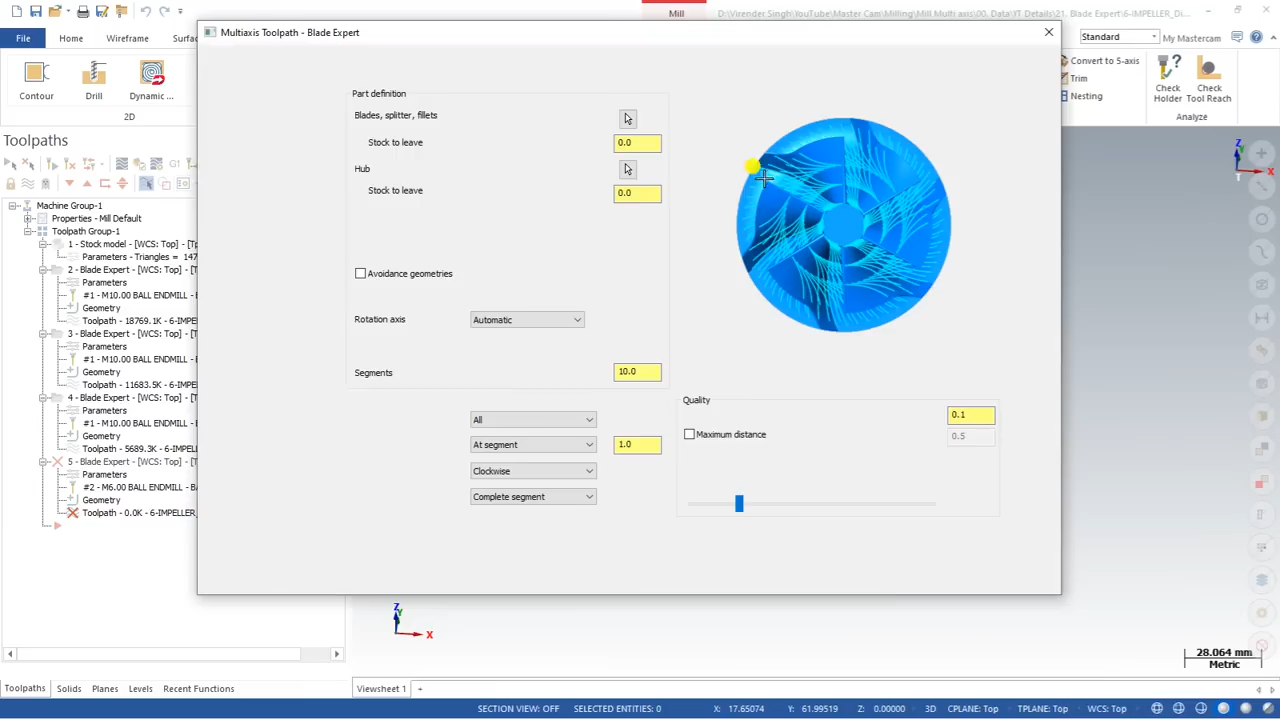 Mill
D:\Virender Singh\YouTube\Master Cam\Milling\Mill Multi axis\00. Data\YT Details\21. Blade Expert\6-IMPELLER_Di...
File
Home
Wireframe
Surfac
Standard
My Mastercam
Contour
Drill
Dynamic ...
2D
Convert to 5-axis
Trim
Nesting
Check Holder
Check Tool Reach
Analyze
Toolpaths
G1
Machine Group-1
Properties - Mill Default
Toolpath Group-1
1 - Stock model - [WCS: Top] - [Tp
Parameters - Triangles = 147
2 - Blade Expert - [WCS: Top] - [T
Parameters
#1 - M10.00 BALL ENDMILL - B
Geometry
Toolpath - 18769.1K - 6-IMPE
3 - Blade Expert - [WCS: Top] - [T
Parameters
#1 - M10.00 BALL ENDMILL - B
Geometry
Toolpath - 11683.5K - 6-IMPE
4 - Blade Expert - [WCS: Top] - [T
Parameters
#1 - M10.00 BALL ENDMILL - B
Geometry
Toolpath - 5689.3K - 6-IMPEL
5 - Blade Expert - [WCS: Top] - [T
Parameters
#2 - M6.00 BALL ENDMILL - BA
Geometry
Toolpath - 0.0K - 6-IMPELLER_
Toolpaths
Solids
Planes
Levels
Recent Functions
Multiaxis Toolpath - Blade Expert
Part definition
Blades, splitter, fillets
Stock to leave 0.0
Hub
Stock to leave 0.0
Avoidance geometries
Rotation axis Automatic
Segments 10.0
All
At segment 1.0
Clockwise
Complete segment
Quality
0.1
Maximum distance 0.5
Z
Y
X
T
Z
Y
X
28.064 mm
Metric
Viewsheet 1
+
SECTION VIEW: OFF SELECTED ENTITIES: 0 X: 17.65074 Y: 61.99519 Z: 0.00000 3D CPLANE: Top TPLANE: Top WCS: Top